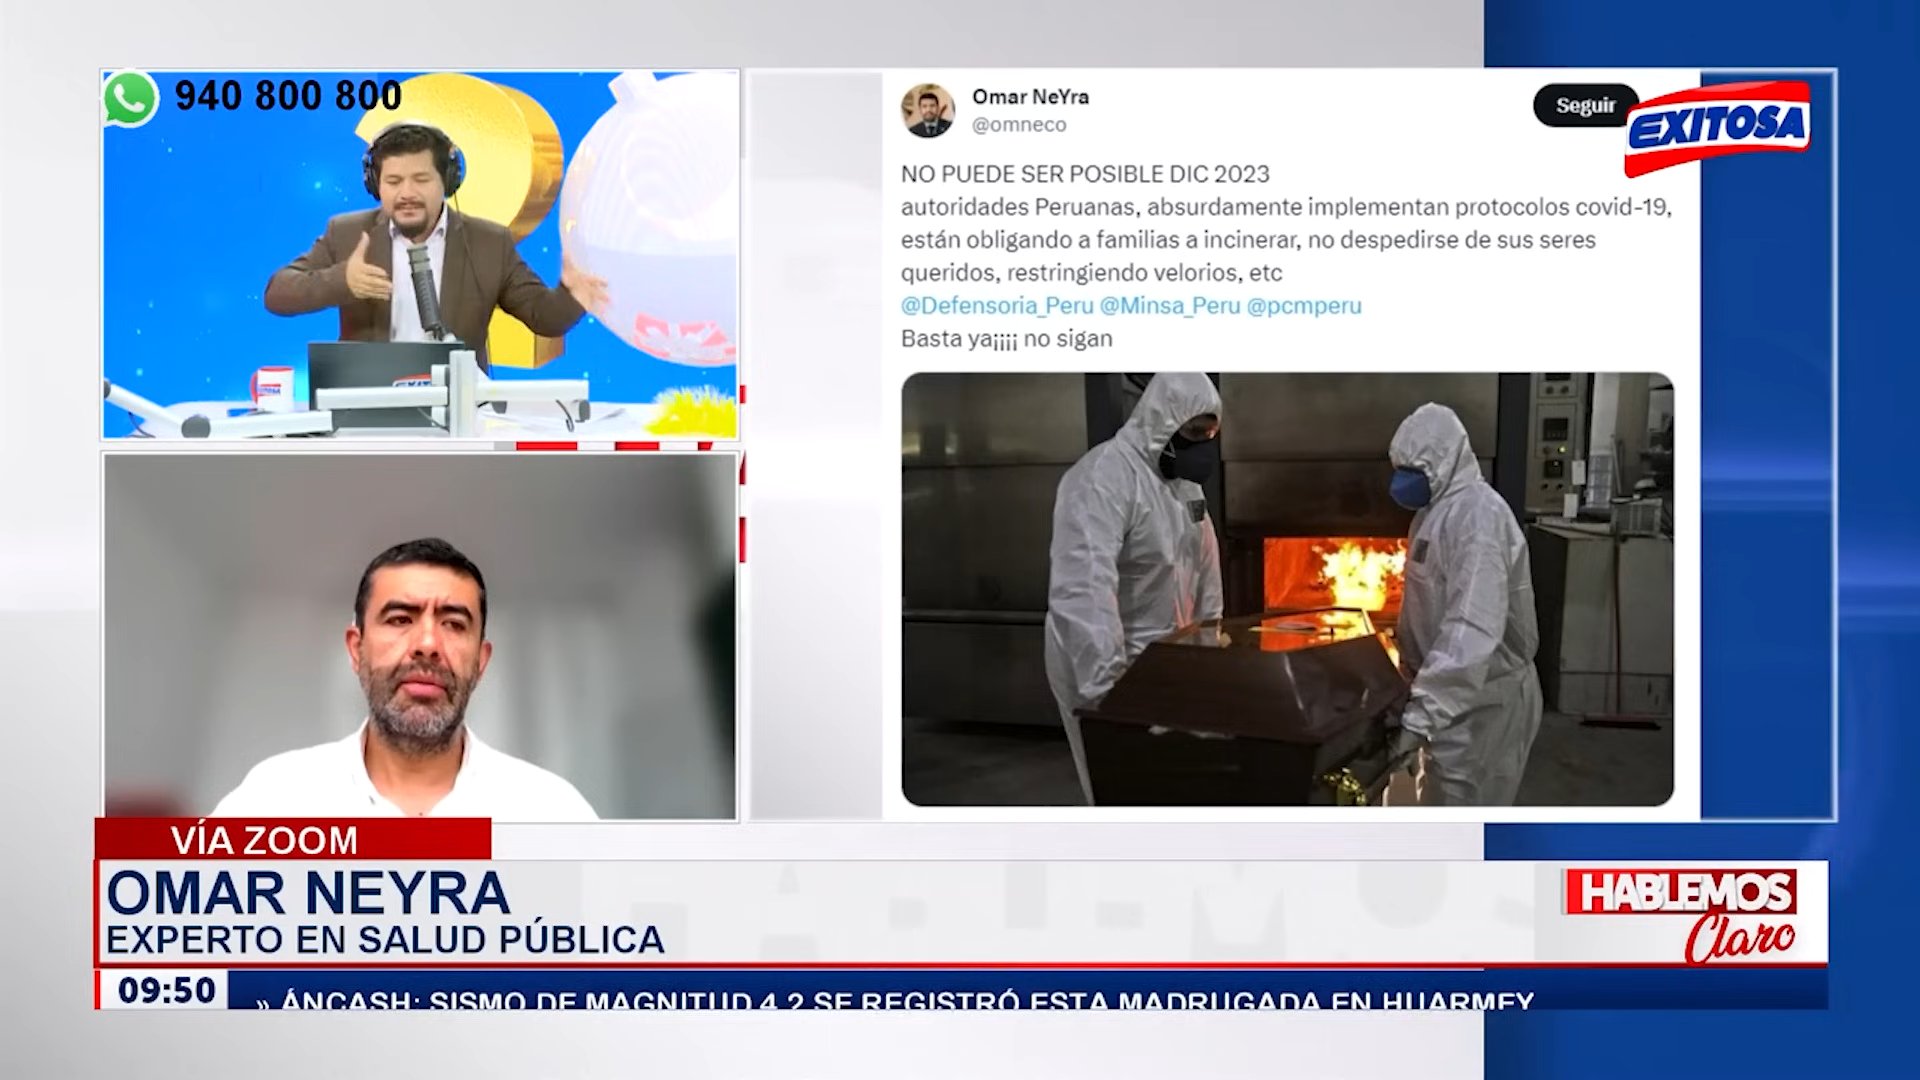 940 800 800
Omar NeYra
@omneco
Seguir
EXITOSA
NO PUEDE SER POSIBLE DIC 2023
autoridades Peruanas, absurdamente implementan protocolos covid-19,
están obligando a familias a incinerar, no despedirse de sus seres
queridos, restringiendo velorios, etc
@Defensoria_Peru @Minsa_Peru @pcmperu
Basta ya¡¡¡¡ no sigan
VÍA ZOOM
OMAR NEYRA
EXPERTO EN SALUD PÚBLICA
HABLEMOS
Claro
09:50
» ÁNCASH: SISMO DE MAGNITUD 4.2 SE REGISTRÓ ESTA MADRUGADA EN HUARMEY